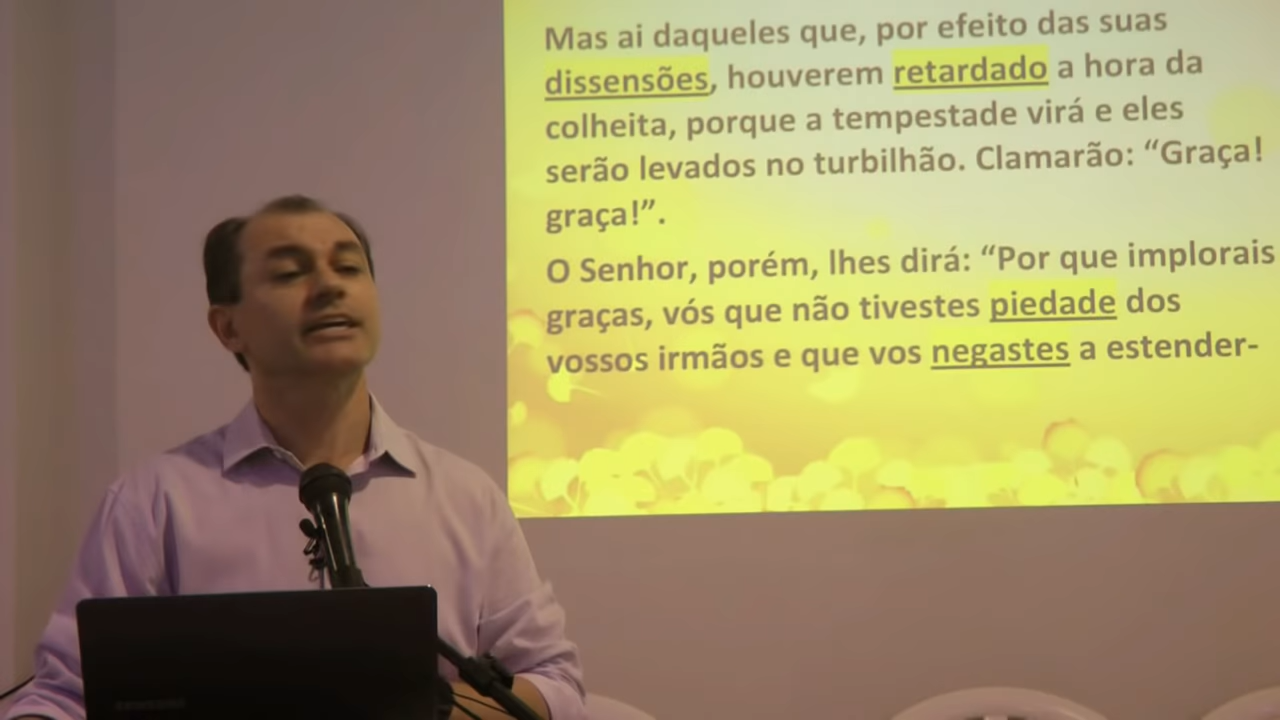 Mas ai daqueles que, por efeito das suas
dissensões, houverem retardado a hora da
colheita, porque a tempestade virá e eles
serão levados no turbilhão. Clamarão: “Graça!
graça!”.
O Senhor, porém, lhes dirá: “Por que implorais
graças, vós que não tivestes piedade dos
vossos irmãos e que vos negastes a estender-